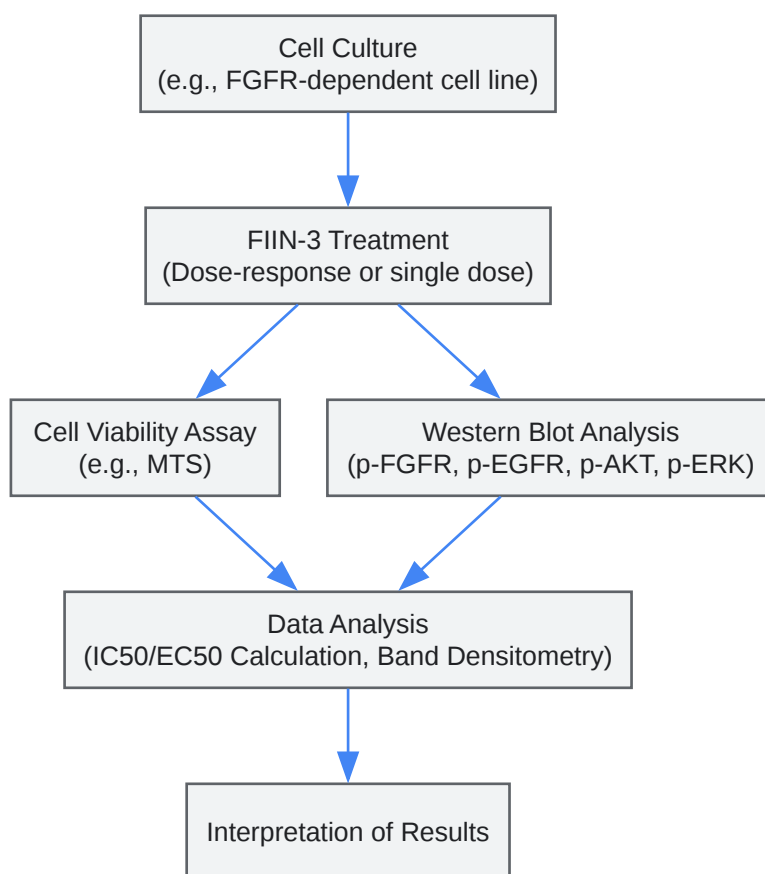 Cell Culture
(e.g., FGFR-dependent cell line)
FIIN-3 Treatment
(Dose-response or single dose)
Cell Viability Assay
(e.g., MTS)
Western Blot Analysis
(p-FGFR, p-EGFR, p-AKT, p-ERK)
Data Analysis
(IC50/EC50 Calculation, Band Densitometry)
Interpretation of Results